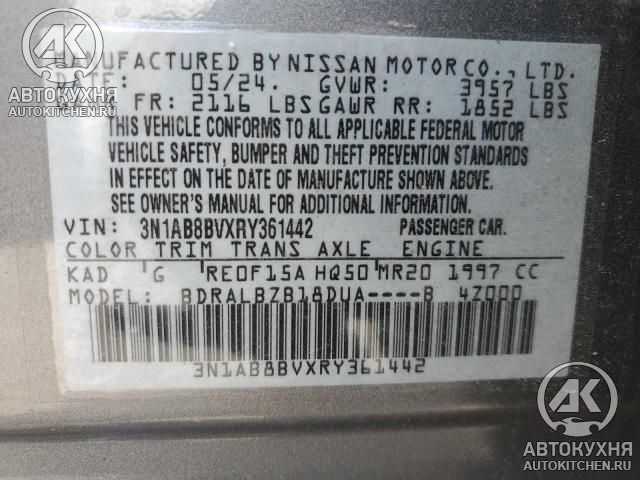 AK
АВТОКУХНЯ
AUTOKITCHEN.RU
MANUFACTURED BY NISSAN MOTOR CO., LTD.
DATE: 05/24. GVWR: 3957 LBS
FR: 2116 LBS GAWR RR: 1852 LBS
THIS VEHICLE CONFORMS TO ALL APPLICABLE FEDERAL MOTOR
VEHICLE SAFETY, BUMPER AND THEFT PREVENTION STANDARDS
IN EFFECT ON THE DATE OF MANUFACTURE SHOWN ABOVE.
SEE OWNER'S MANUAL FOR ADDITIONAL INFORMATION.
VIN: 3N1AB8BVXRY361442 PASSENGER CAR.
COLOR TRIM TRANS AXLE ENGINE
KAD G RE0F15A HQ50 MR20 1997 CC
MODEL: BDRALBZB18DUA----B 4Z000
3N1AB8BVXRY361442
AK
АВТОКУХНЯ
AUTOKITCHEN.RU